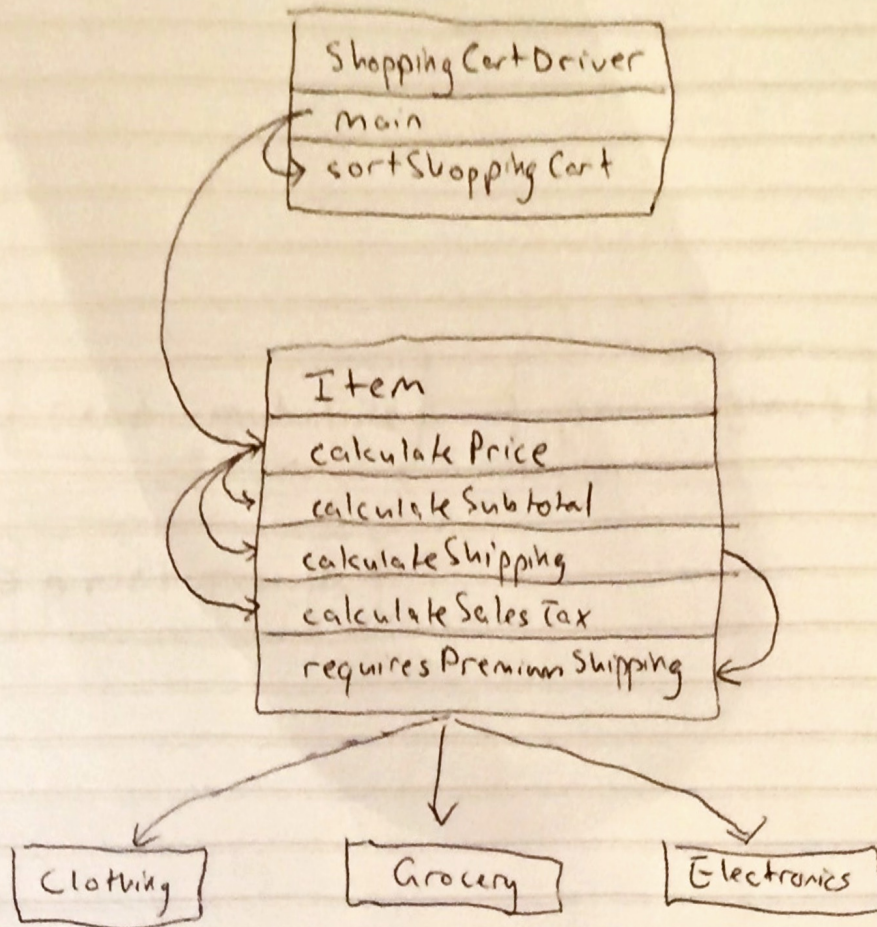 ShoppingCartDriver
main
sortShoppingCart
Item
calculatePrice
calculateSubtotal
calculateShipping
calculateSalesTax
requiresPremiumShipping
Clothing
Grocery
Electronics